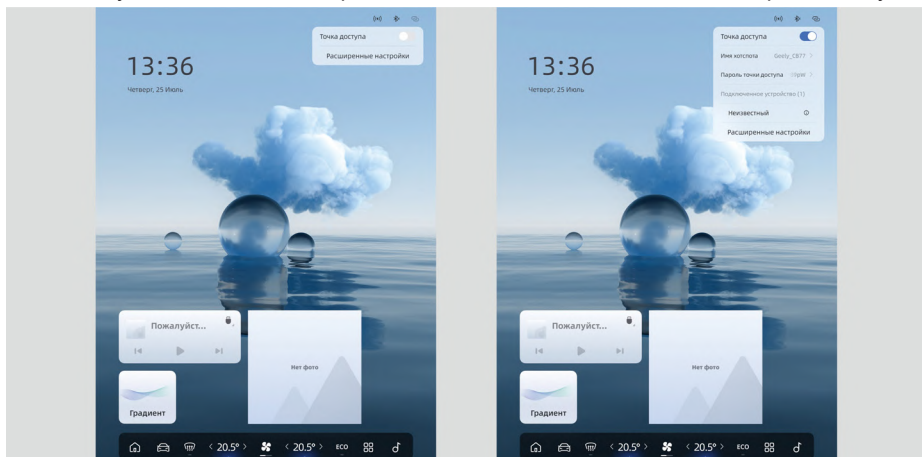 Точка доступа
Расширенные настройки
13:36
Четверг, 25 Июль
Пожалуйст...
Нет фото
Градиент
20.5°
20.5°
ECO
Точка доступа
Имя хотспота
Пароль точки доступа
Подключенное устройство (1)
Неизвестный
Расширенные настройки
13:36
Четверг, 25 Июль
Пожалуйст...
Нет фото
Градиент
20.5°
20.5°
ECO